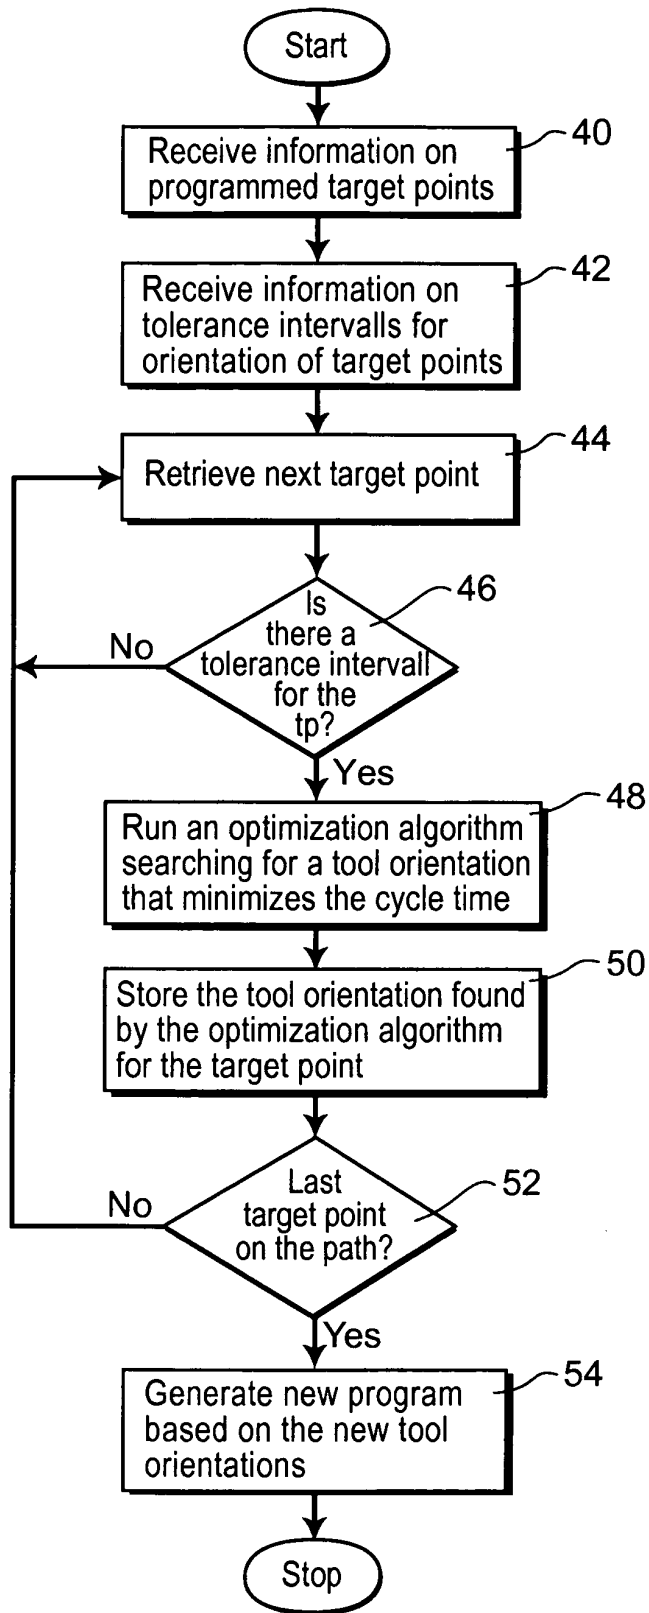 Start
40
Receive information on
programmed target points
42
Receive information on
tolerance intervalls for
orientation of target points
44
Retrieve next target point
46
Is
there a
tolerance intervall
for the
tp?
No
Yes
48
Run an optimization algorithm
searching for a tool orientation
that minimizes the cycle time
50
Store the tool orientation found
by the optimization algorithm
for the target point
52
Last
target point
on the path?
No
Yes
54
Generate new program
based on the new tool
orientations
Stop